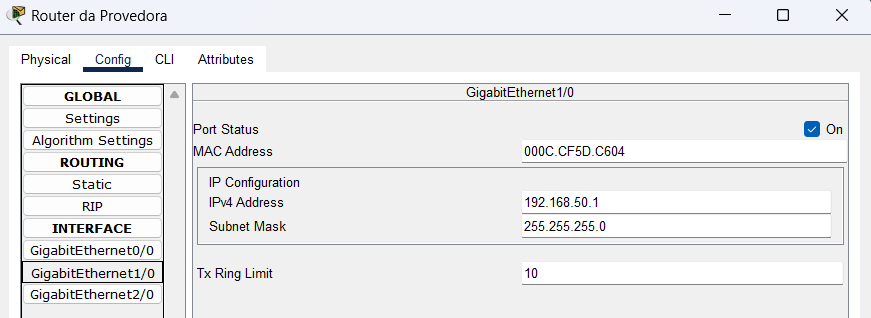 Router da Provedora
Physical Config CLI Attributes
GLOBAL
Settings
Algorithm Settings
ROUTING
Static
RIP
INTERFACE
GigabitEthernet0/0
GigabitEthernet1/0
GigabitEthernet2/0
GigabitEthernet1/0
Port Status On
MAC Address 000C.CF5D.C604
IP Configuration
IPv4 Address 192.168.50.1
Subnet Mask 255.255.255.0
Tx Ring Limit 10